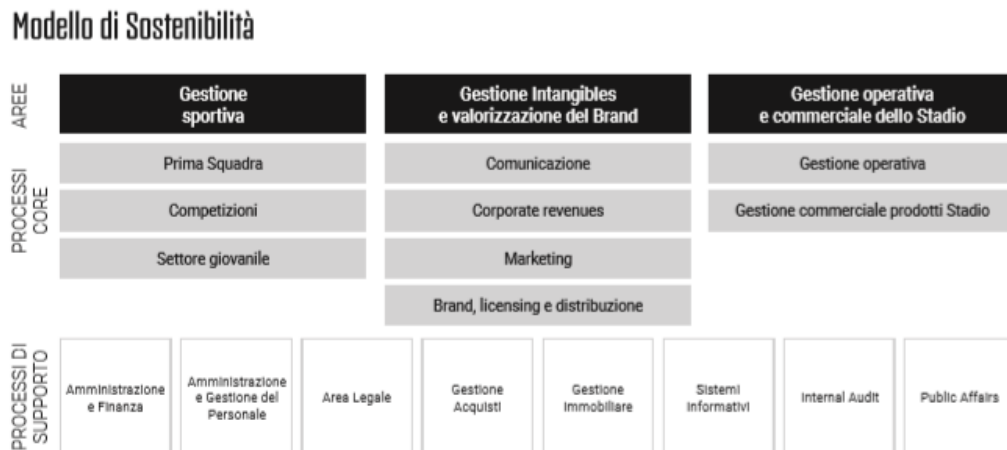 Modello di Sostenibilità
AREE
Gestione
sportiva
Gestione Intangibles
e valorizzazione del Brand
Gestione operativa
e commerciale dello Stadio
PROCESSI
CORE
Prima Squadra
Comunicazione
Gestione operativa
Competizioni
Corporate revenues
Gestione commerciale prodotti Stadio
Settore giovanile
Marketing
Brand, licensing e distribuzione
PROCESSI DI
SUPPORTO
Amministrazione
e Finanza
Amministrazione
e Gestione del
Personale
Area Legale
Gestione
Acquisti
Gestione
Immobiliare
Sistemi
Informativi
Internal Audit
Public Affairs